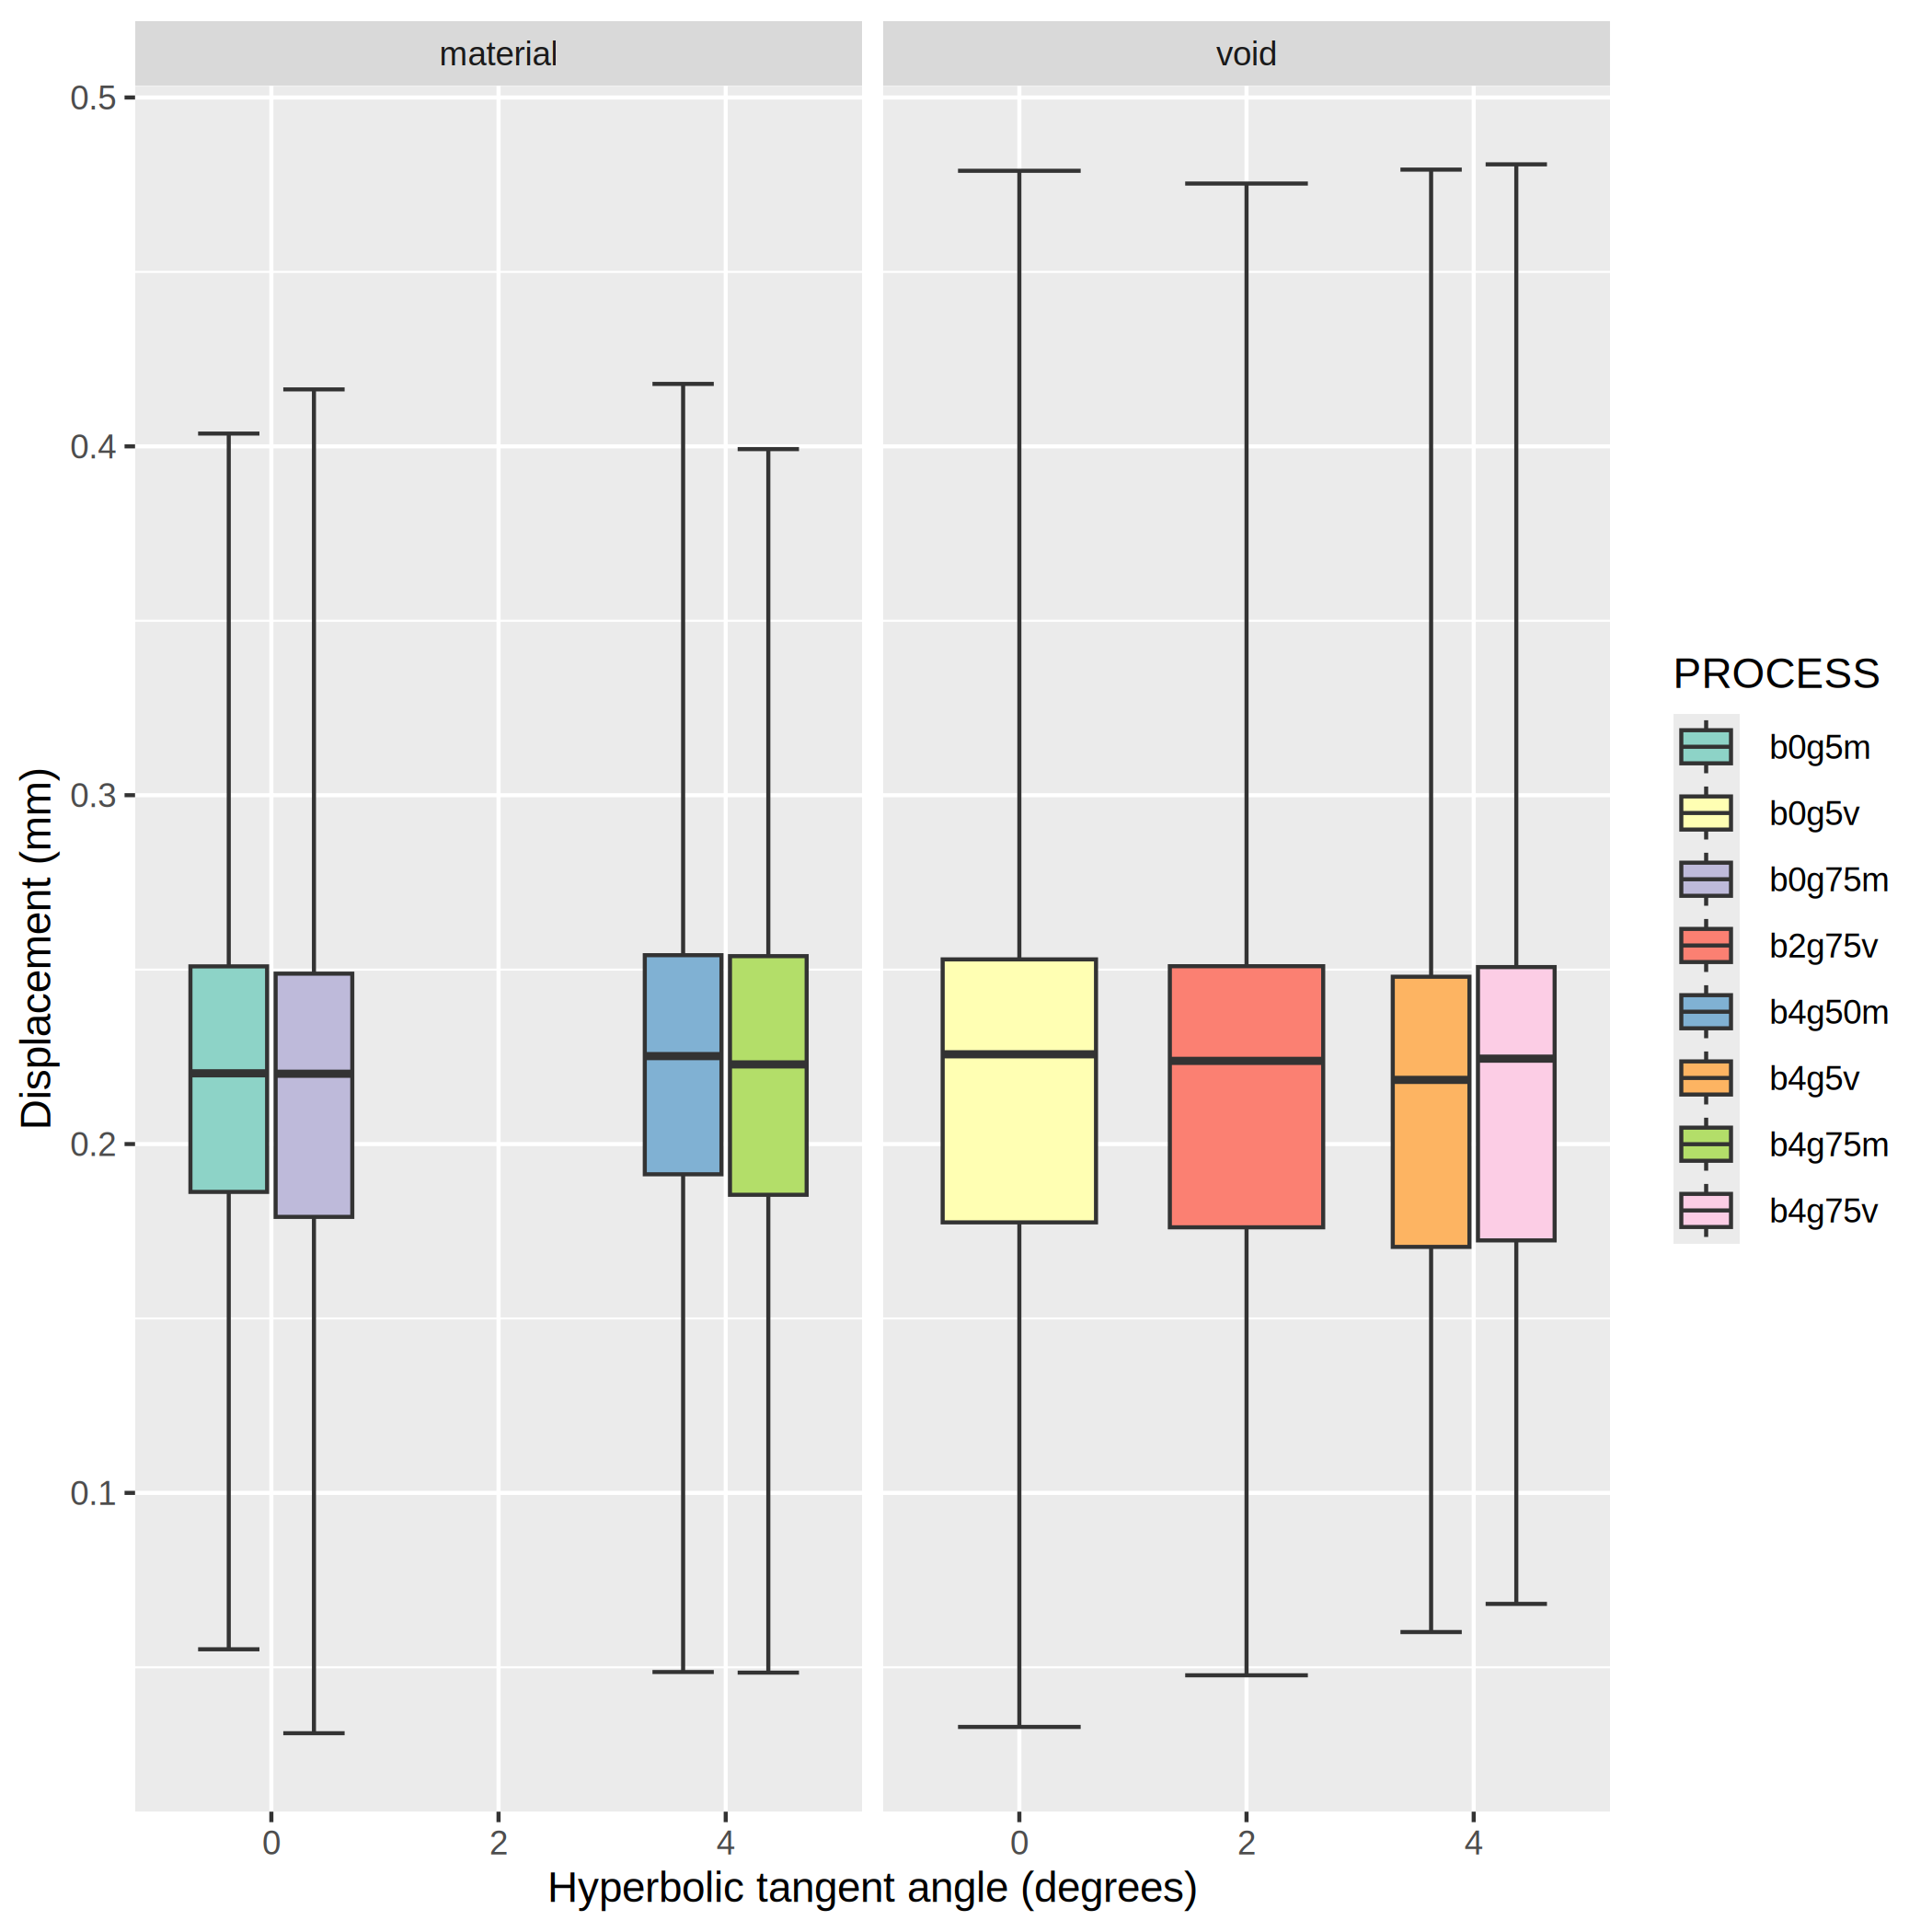 material
void
0.5
0.4
0.3
0.2
0.1
Displacement (mm)
0
2
4
0
2
4
Hyperbolic tangent angle (degrees)
PROCESS
b0g5m
b0g5v
b0g75m
b2g75v
b4g50m
b4g5v
b4g75m
b4g75v